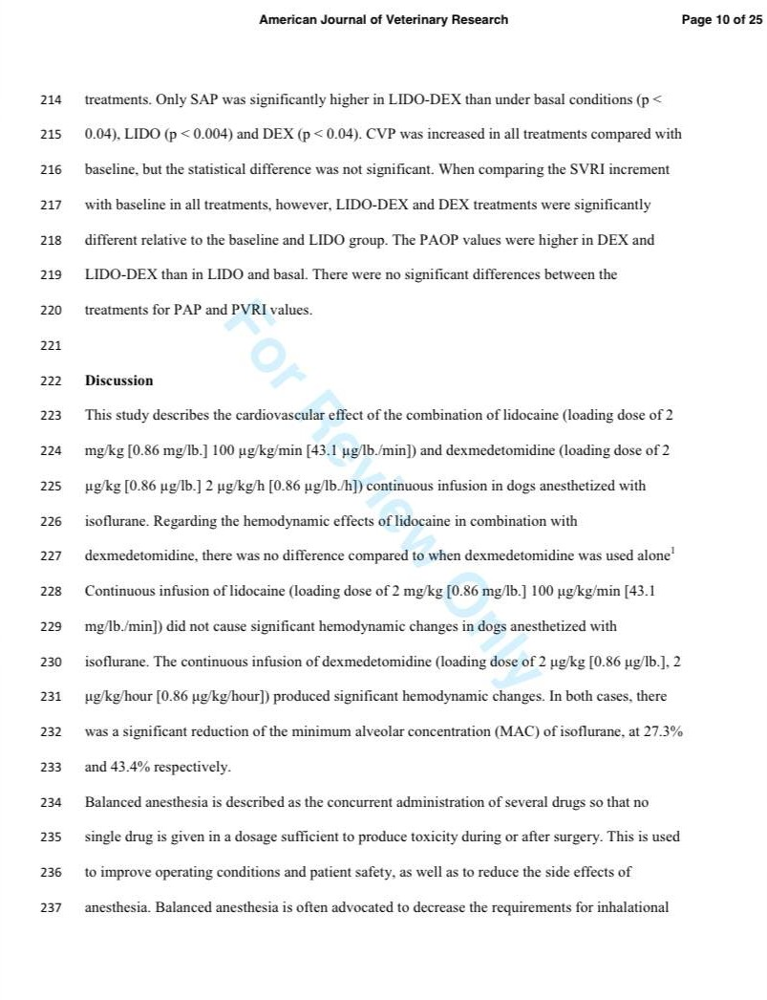 American Journal of Veterinary Research Page 10 of 25
214 treatments. Only SAP was significantly higher in LIDO-DEX than under basal conditions (p <
215 0.04), LIDO (p < 0.004) and DEX (p < 0.04). CVP was increased in all treatments compared with
216 baseline, but the statistical difference was not significant. When comparing the SVRI increment
217 with baseline in all treatments, however, LIDO-DEX and DEX treatments were significantly
218 different relative to the baseline and LIDO group. The PAOP values were higher in DEX and
219 LIDO-DEX than in LIDO and basal. There were no significant differences between the
220 treatments for PAP and PVRI values.
221
222 Discussion
223 This study describes the cardiovascular effect of the combination of lidocaine (loading dose of 2
224 mg/kg [0.86 mg/lb.] 100 µg/kg/min [43.1 µg/lb./min]) and dexmedetomidine (loading dose of 2
225 µg/kg [0.86 µg/lb.] 2 µg/kg/h [0.86 µg/lb./h]) continuous infusion in dogs anesthetized with
226 isoflurane. Regarding the hemodynamic effects of lidocaine in combination with
227 dexmedetomidine, there was no difference compared to when dexmedetomidine was used alone¹
228 Continuous infusion of lidocaine (loading dose of 2 mg/kg [0.86 mg/lb.] 100 µg/kg/min [43.1
229 mg/lb./min]) did not cause significant hemodynamic changes in dogs anesthetized with
230 isoflurane. The continuous infusion of dexmedetomidine (loading dose of 2 µg/kg [0.86 µg/lb.], 2
231 µg/kg/hour [0.86 µg/kg/hour]) produced significant hemodynamic changes. In both cases, there
232 was a significant reduction of the minimum alveolar concentration (MAC) of isoflurane, at 27.3%
233 and 43.4% respectively.
234 Balanced anesthesia is described as the concurrent administration of several drugs so that no
235 single drug is given in a dosage sufficient to produce toxicity during or after surgery. This is used
236 to improve operating conditions and patient safety, as well as to reduce the side effects of
237 anesthesia. Balanced anesthesia is often advocated to decrease the requirements for inhalational
For Review Only